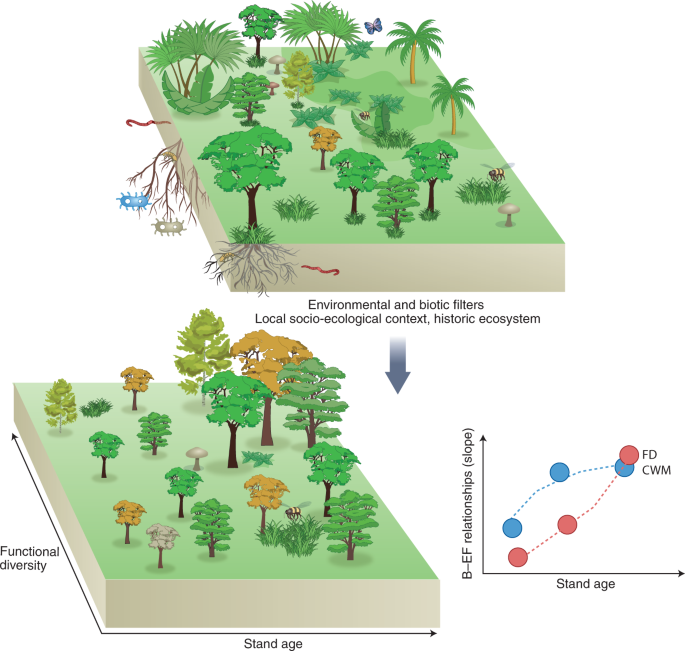 Environmental and biotic filters
Local socio-ecological context, historic ecosystem
Functional
diversity
Stand age
B–EF relationships (slope)
FD
CWM
Stand age